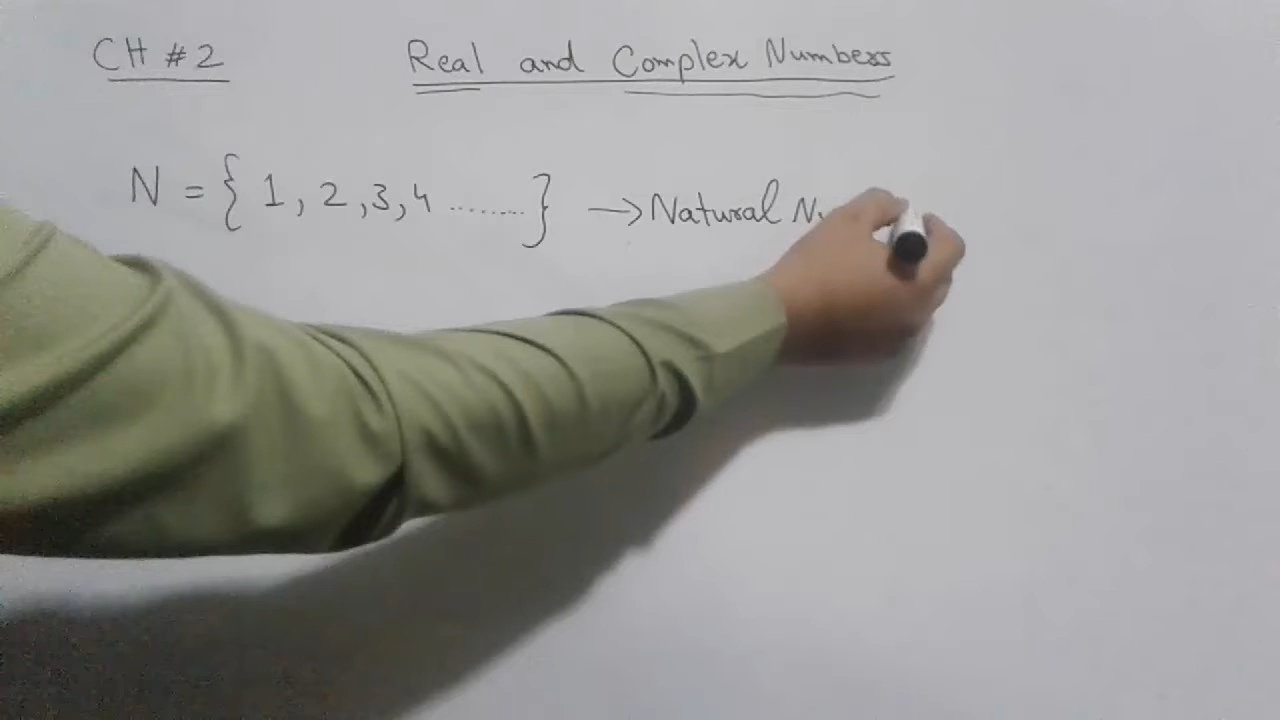 CH # 2
Real and Complex Numbers
N = { 1, 2, 3, 4 ........ } → Natural